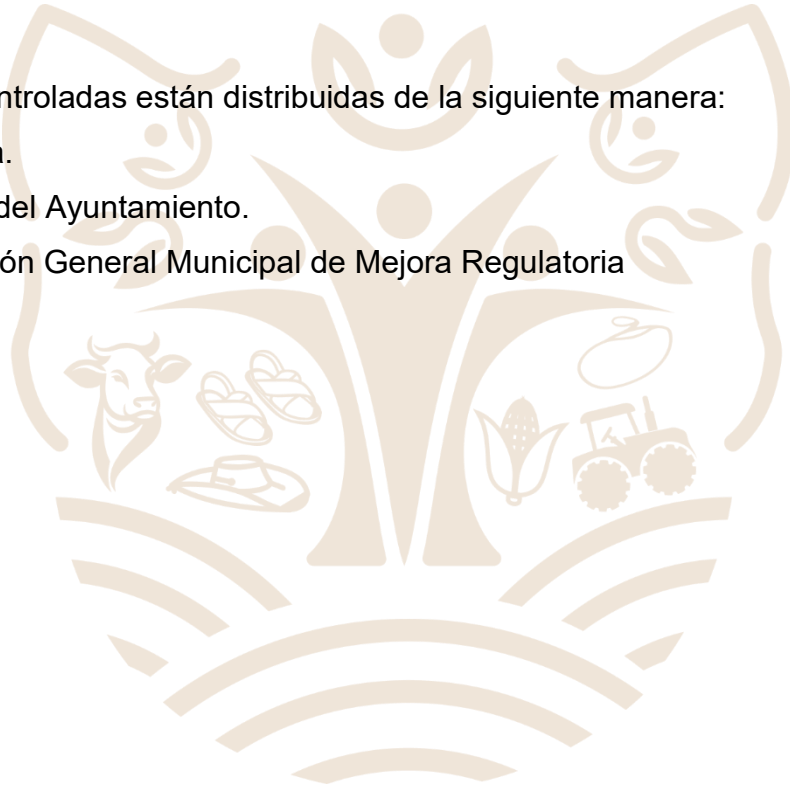 ntroladas están distribuidas de la siguiente manera:
a.
del Ayuntamiento.
ón General Municipal de Mejora Regulatoria